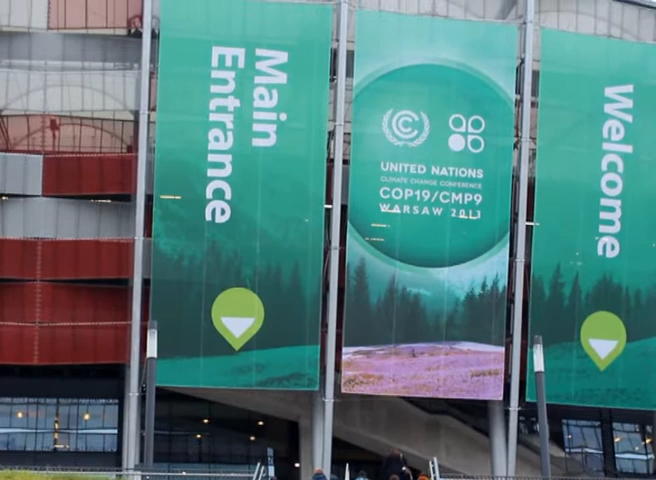 Main
Entrance
UNITED NATIONS
CLIMATE CHANGE CONFERENCE
COP19/CMP9
WARSAW 2013
Welcome